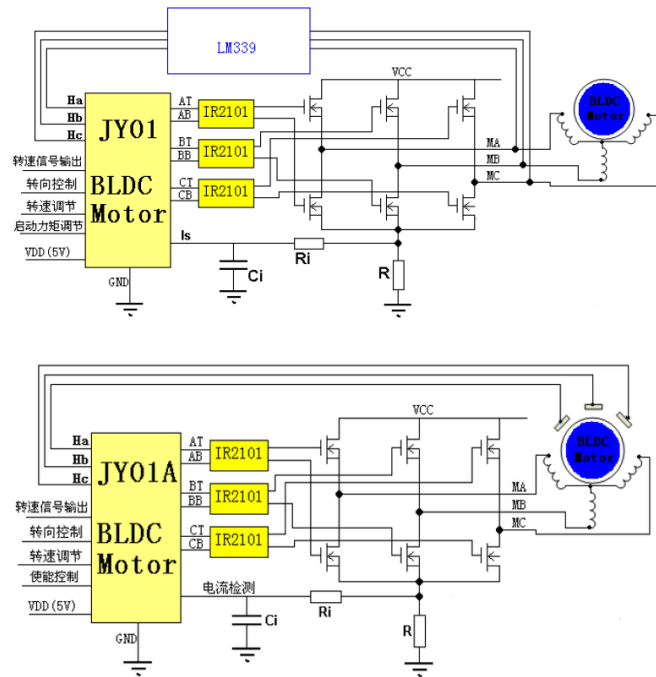 LM339
VCC
Ha
Hb
Hc
JY01
BLDC
Motor
AT
AB
IR2101
BT
BB
IR2101
CT
CB
IR2101
BLDC
Motor
MA
MB
MC
转速信号输出
转向控制
转速调节
启动力矩调节
VDD(5V)
GND
Is
Ri
Ci
R
VCC
Ha
Hb
Hc
JY01A
BLDC
Motor
AT
AB
IR2101
BT
BB
IR2101
CT
CB
IR2101
BLDC
Motor
MA
MB
MC
转速信号输出
转向控制
转速调节
使能控制
VDD(5V)
GND
电流检测
Ri
Ci
R